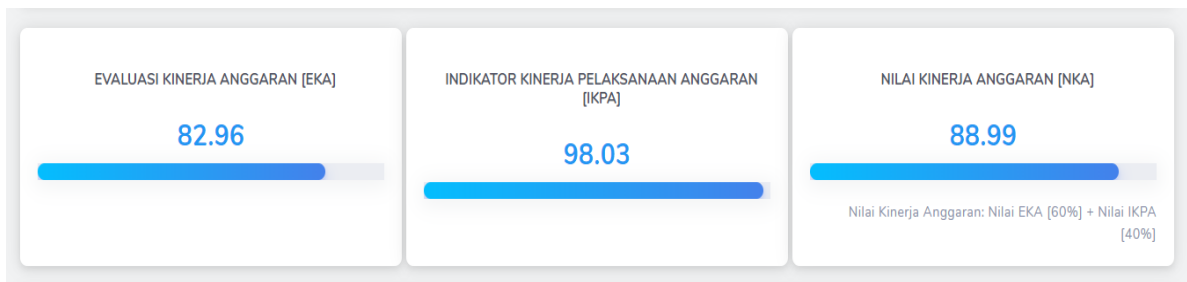 EVALUASI KINERJA ANGGARAN [EKA]
82.96
INDIKATOR KINERJA PELAKSANAAN ANGGARAN
[IKPA]
98.03
NILAI KINERJA ANGGARAN [NKA]
88.99
Nilai Kinerja Anggaran: Nilai EKA [60%] + Nilai IKPA
[40%]